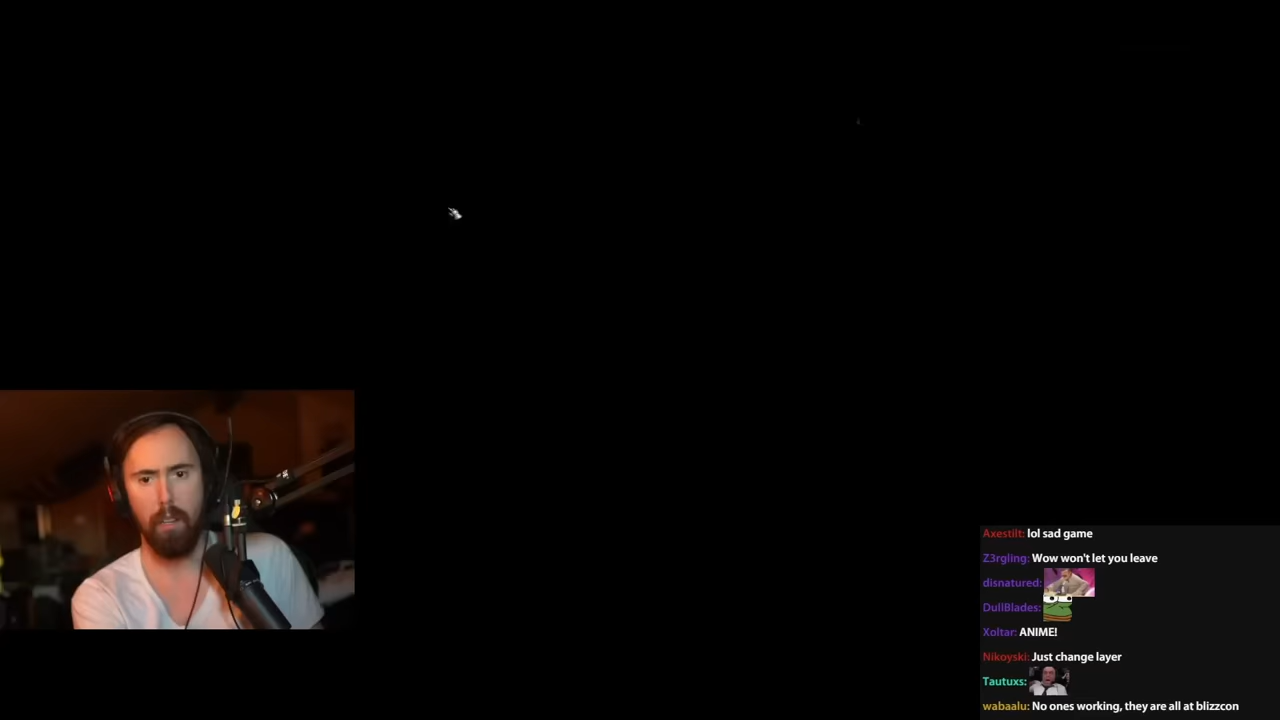 Axestilt: lol sad game
Z3rgling: Wow won't let you leave
disnatured:
DullBlades:
Xoltar: ANIME!
Nikoyski: Just change layer
Tautuxs:
wabaalu: No ones working, they are all at blizzcon